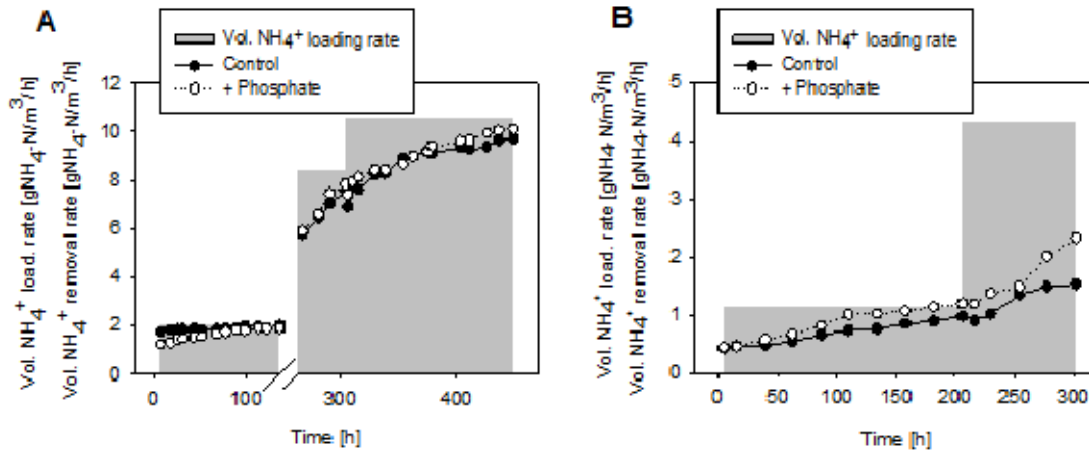 A
Vol. NH4+ loading rate
Control
+ Phosphate
Vol. NH4+ load. rate [gNH4-N/m3/h]
Vol. NH4+ removal rate [gNH4-N/m3/h]
12
10
8
6
4
2
0
0 100 300 400
Time [h]
B
Vol. NH4+ loading rate
Control
+ Phosphate
Vol. NH4+ load. rate [gNH4-N/m3/h]
Vol. NH4+ removal rate [gNH4-N/m3/h]
5
4
3
2
1
0
0 50 100 150 200 250 300
Time [h]